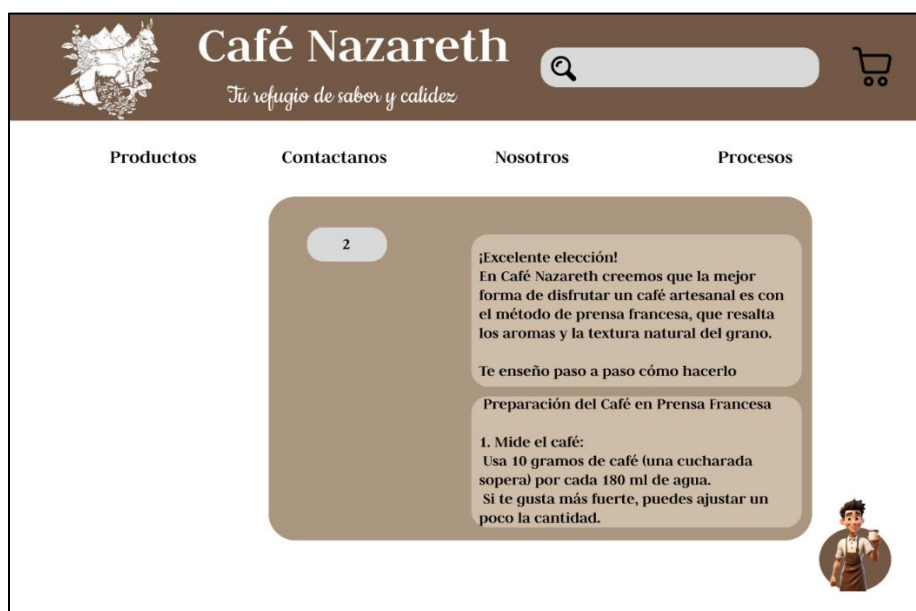 Café Nazareth
Tu refugio de sabor y calidez
Productos
Contactanos
Nosotros
Procesos
2
¡Excelente elección!
En Café Nazareth creemos que la mejor
forma de disfrutar un café artesanal es con
el método de prensa francesa, que resalta
los aromas y la textura natural del grano.
Te enseño paso a paso cómo hacerlo
Preparación del Café en Prensa Francesa
1. Mide el café:
Usa 10 gramos de café (una cucharada
sopera) por cada 180 ml de agua.
Si te gusta más fuerte, puedes ajustar un
poco la cantidad.